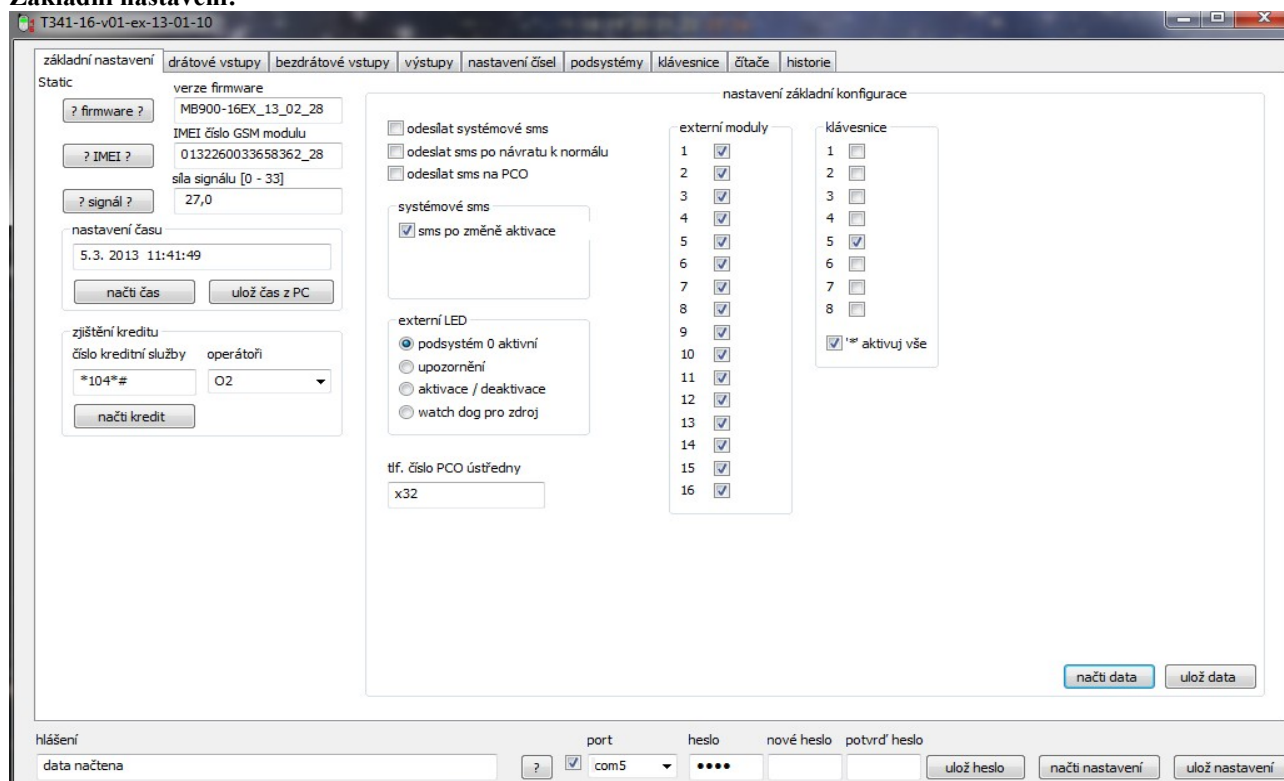 Základní nastavení:
T341-16-v01-ex-13-01-10
základní nastavení drátové vstupy bezdrátové vstupy výstupy nastavení čísel podsystémy klávesnice čítače historie
Static
verze firmware
? firmware ? MB900-16EX_13_02_28
IMEI číslo GSM modulu
? IMEI ? 0132260033658362_28
síla signálu [0 - 33]
? signál ? 27,0
nastavení času
5.3. 2013 11:41:49
načti čas ulož čas z PC
zjištění kreditu
číslo kreditní služby operátoři
*104*# O2
načti kredit
nastavení základní konfigurace
odesílat systémové sms
odeslat sms po návratu k normálu
odesílat sms na PCO
systémové sms
sms po změně aktivace
externí LED
podsystém 0 aktivní
upozornění
aktivace / deaktivace
watch dog pro zdroj
tlf. číslo PCO ústředny
x32
externí moduly
1
2
3
4
5
6
7
8
9
10
11
12
13
14
15
16
klávesnice
1
2
3
4
5
6
7
8
'*' aktivuj vše
načti data ulož data
hlášení port heslo nové heslo potvrď heslo
data načtena ? com5 ●●●● ulož heslo načti nastavení ulož nastavení